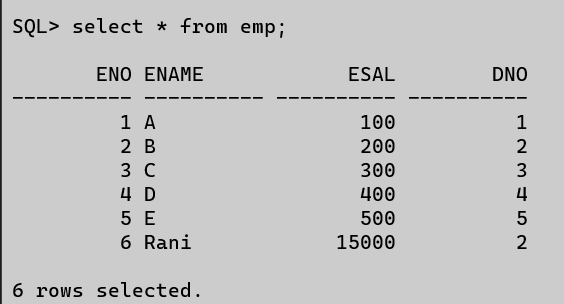 SQL> select * from emp;
       ENO ENAME            ESAL        DNO
---------- ---------- ---------- ----------
         1 A                 100          1
         2 B                 200          2
         3 C                 300          3
         4 D                 400          4
         5 E                 500          5
         6 Rani            15000          2
6 rows selected.